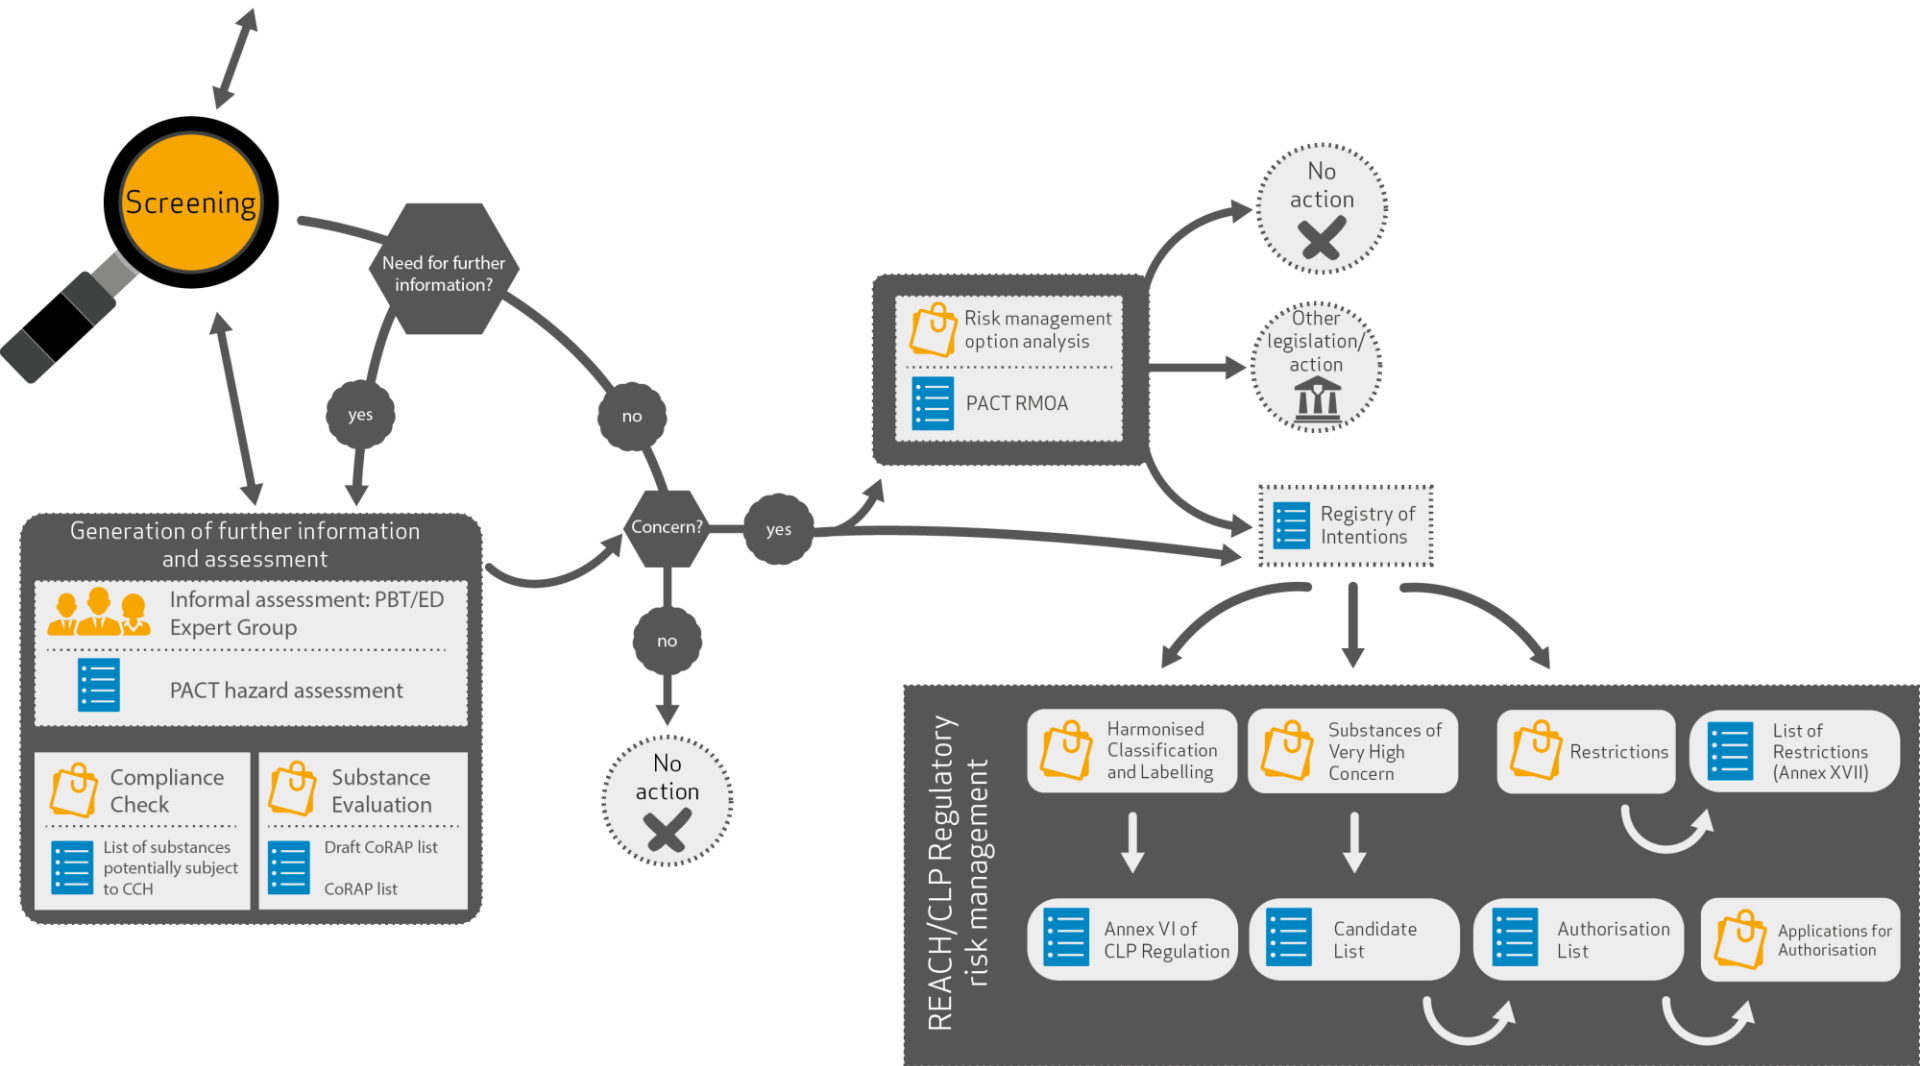 Screening
Need for further
information?
yes
no
Generation of further information
and assessment
Informal assessment: PBT/ED
Expert Group
PACT hazard assessment
Compliance
Check
List of substances
potentially subject
to CCH
Substance
Evaluation
Draft CoRAP list
CoRAP list
Concern?
yes
no
No
action
Risk management
option analysis
PACT RMOA
No
action
Other
legislation/
action
Registry of
Intentions
REACH/CLP Regulatory
risk management
Harmonised
Classification
and Labelling
Substances of
Very High
Concern
Restrictions
List of
Restrictions
(Annex XVII)
Annex VI of
CLP Regulation
Candidate
List
Authorisation
List
Applications for
Authorisation